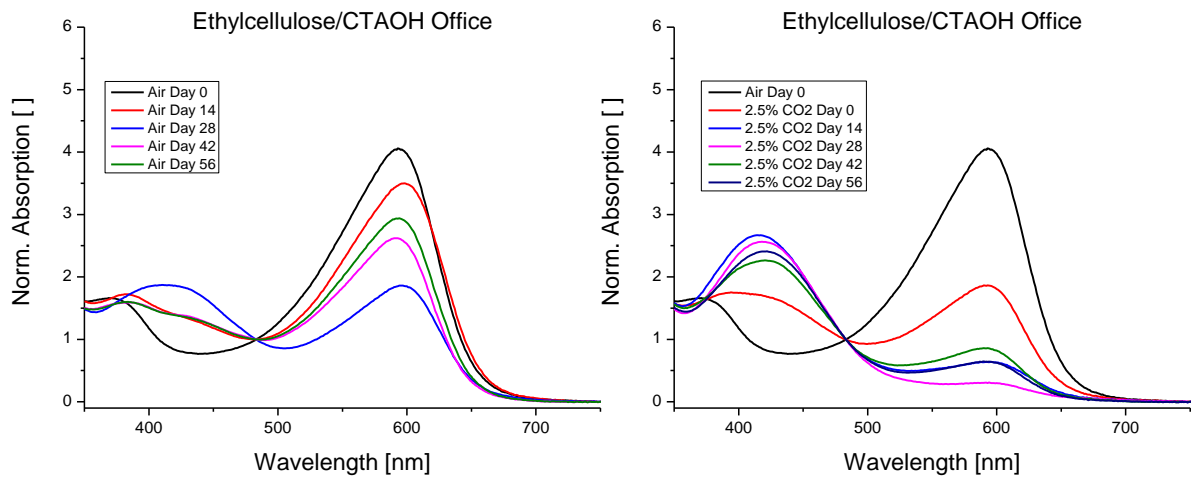 Ethylcellulose/CTAOH Office
6
5
4
3
2
1
0
Norm. Absorption [ ]
Air Day 0
Air Day 14
Air Day 28
Air Day 42
Air Day 56
400
500
600
700
Wavelength [nm]
Ethylcellulose/CTAOH Office
6
5
4
3
2
1
0
Norm. Absorption [ ]
Air Day 0
2.5% CO2 Day 0
2.5% CO2 Day 14
2.5% CO2 Day 28
2.5% CO2 Day 42
2.5% CO2 Day 56
400
500
600
700
Wavelength [nm]